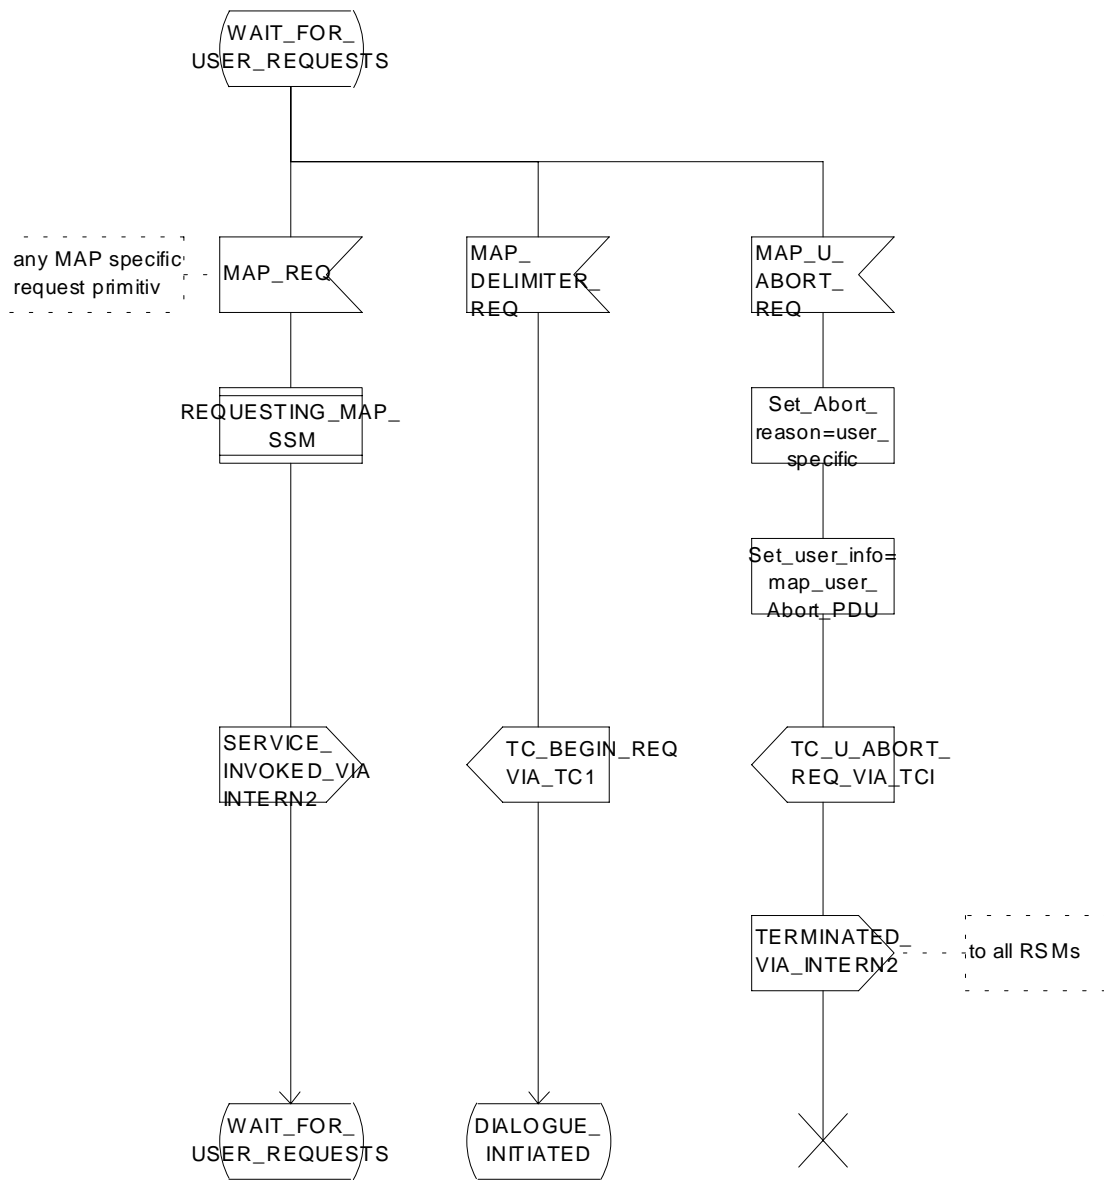 WAIT_FOR_
USER_REQUESTS
any MAP specific
request primitiv
MAP_REQ
MAP_
DELIMITER_
REQ
MAP_U_
ABORT_
REQ
REQUESTING_MAP_
SSM
Set_Abort_
reason=user_
specific
Set_user_info=
map_user_
Abort_PDU
SERVICE_
INVOKED_VIA
INTERN2
TC_BEGIN_REQ
VIA_TC1
TC_U_ABORT_
REQ_VIA_TCI
TERMINATED_
VIA_INTERN2
to all RSMs
WAIT_FOR_
USER_REQUESTS
DIALOGUE_
INITIATED